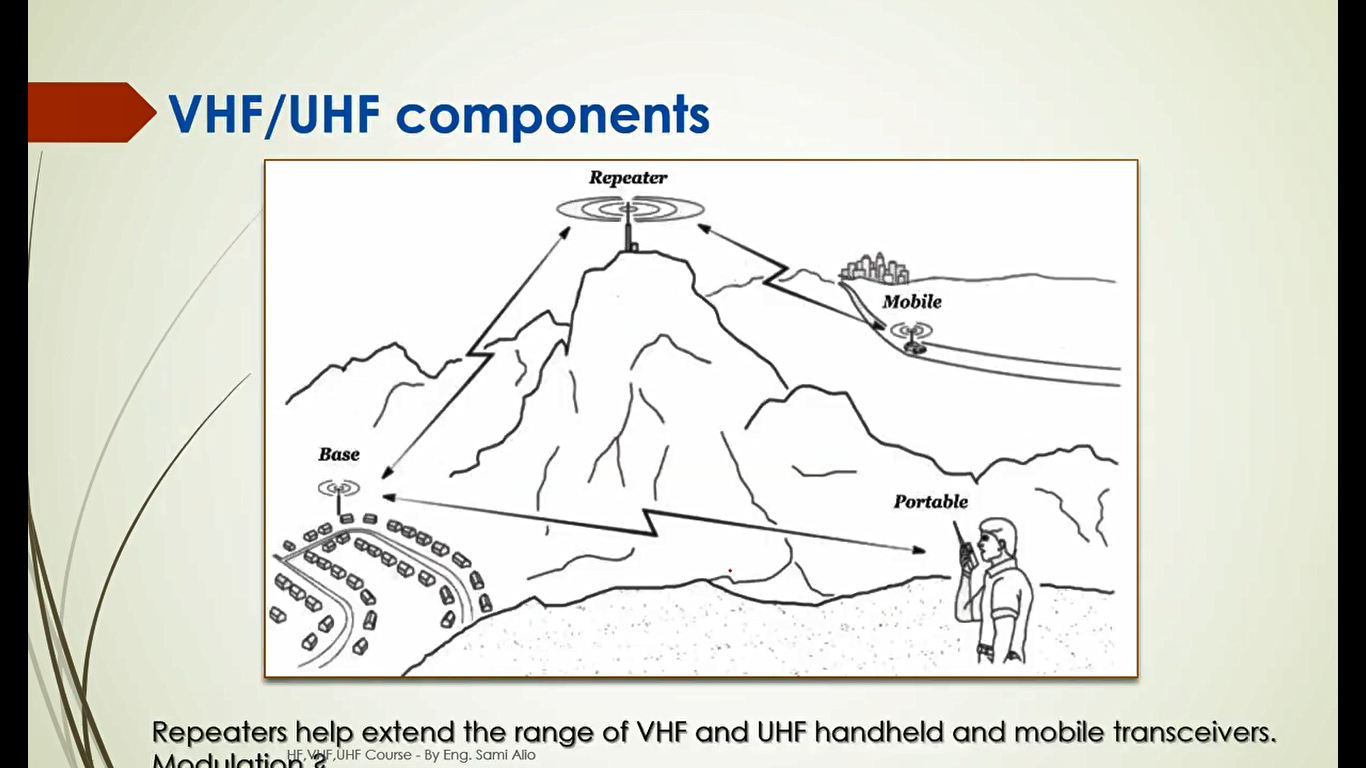 VHF/UHF components
Repeater
Mobile
Base
Portable
Repeaters help extend the range of VHF and UHF handheld and mobile transceivers.
HF,VHF,UHF Course - By Eng. Sami Alio
Modulation ?